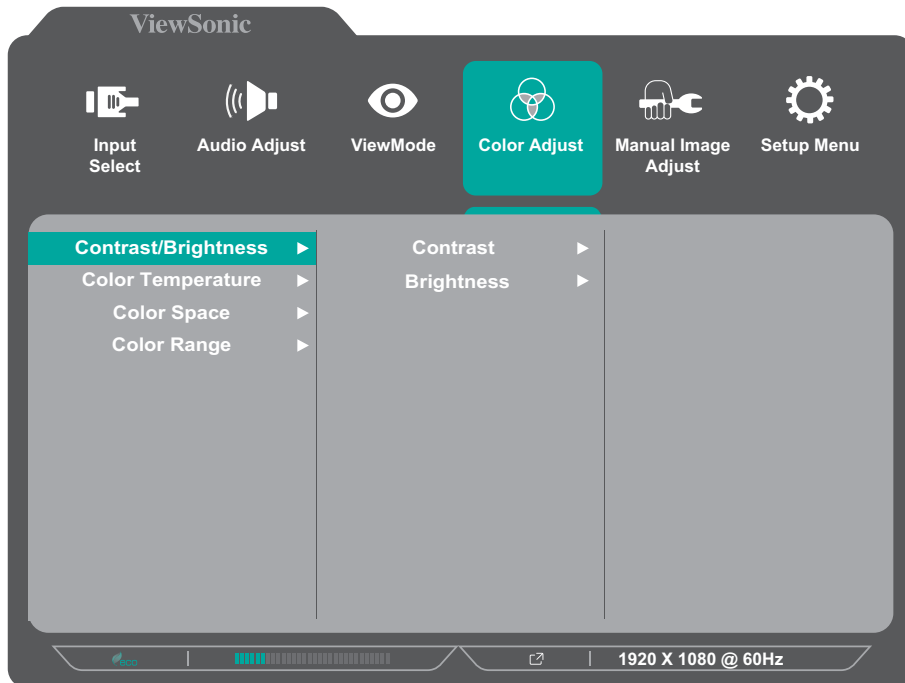 ViewSonic
Input
Select
Audio Adjust
ViewMode
Color Adjust
Manual Image
Adjust
Setup Menu
Contrast/Brightness
Color Temperature
Color Space
Color Range
Contrast
Brightness
eco
1920 X 1080 @ 60Hz